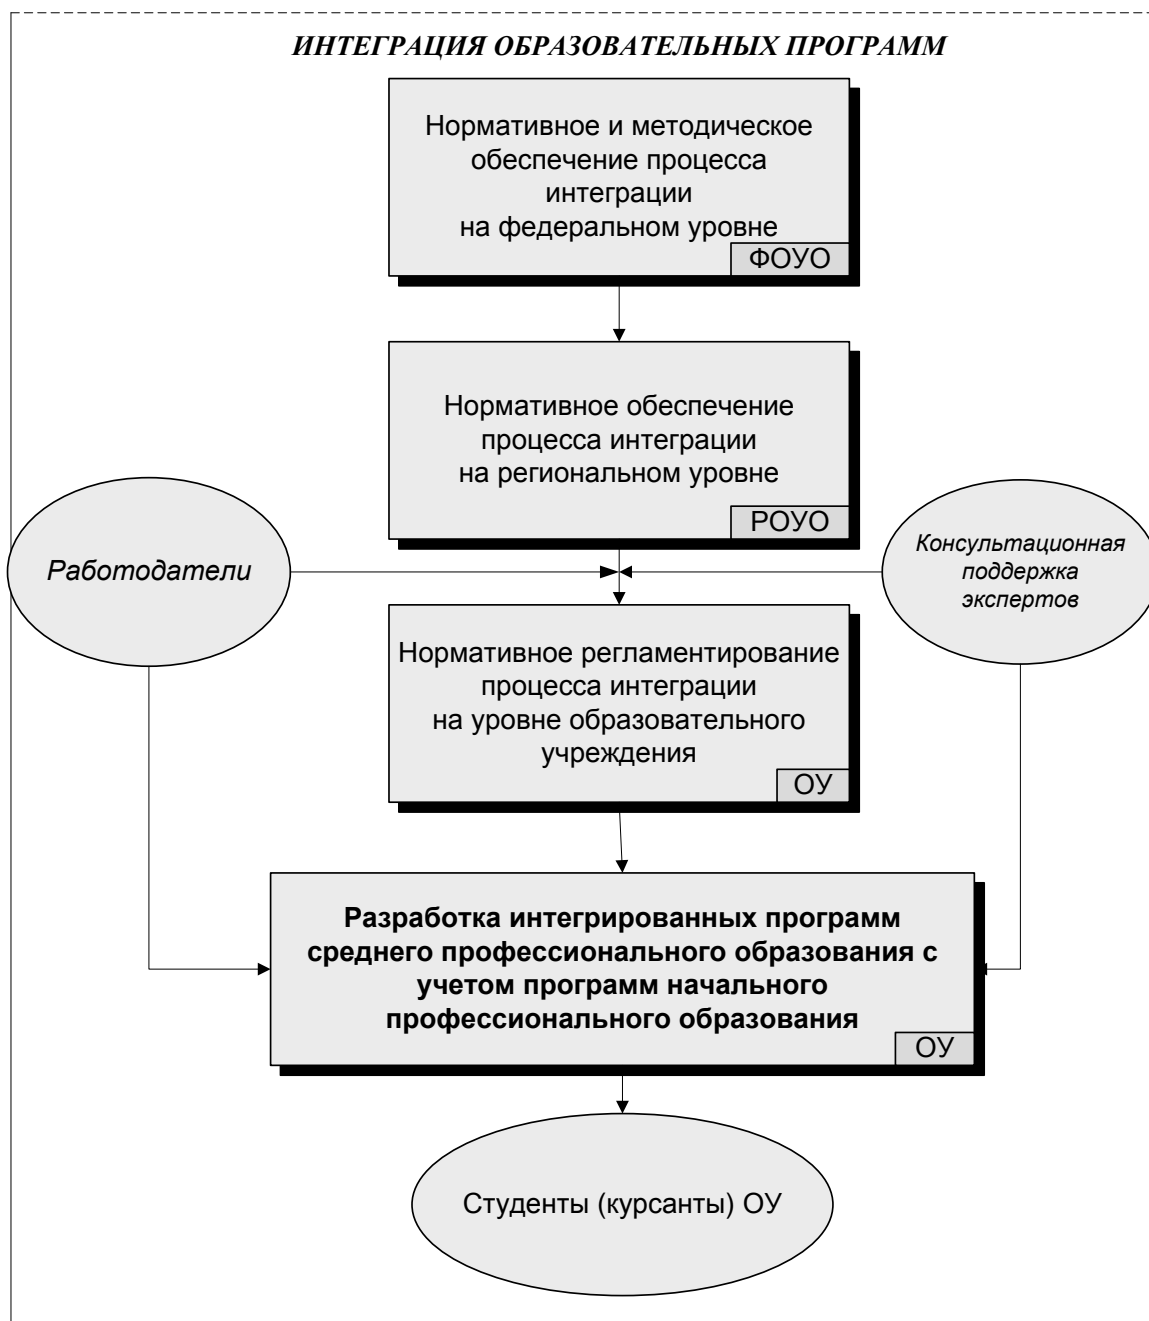 ИНТЕГРАЦИЯ ОБРАЗОВАТЕЛЬНЫХ ПРОГРАММ
Нормативное и методическое
обеспечение процесса
интеграции
на федеральном уровне
ФОУО
Нормативное обеспечение
процесса интеграции
на региональном уровне
РОУО
Работодатели
Консультационная
поддержка
экспертов
Нормативное регламентирование
процесса интеграции
на уровне образовательного
учреждения
ОУ
Разработка интегрированных программ
среднего профессионального образования с
учетом программ начального
профессионального образования
ОУ
Студенты (курсанты) ОУ